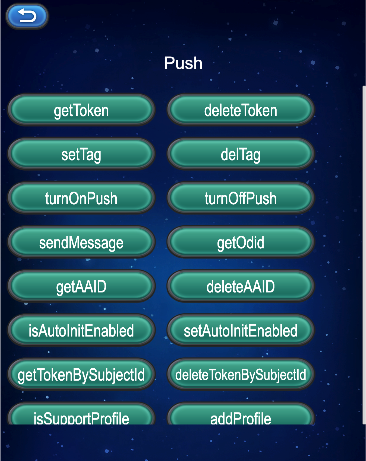 Push
getToken deleteToken
setTag delTag
turnOnPush turnOffPush
sendMessage getOdid
getAAID deleteAAID
isAutoInitEnabled setAutoInitEnabled
getTokenBySubjectId deleteTokenBySubjectId
isSupportProfile addProfile